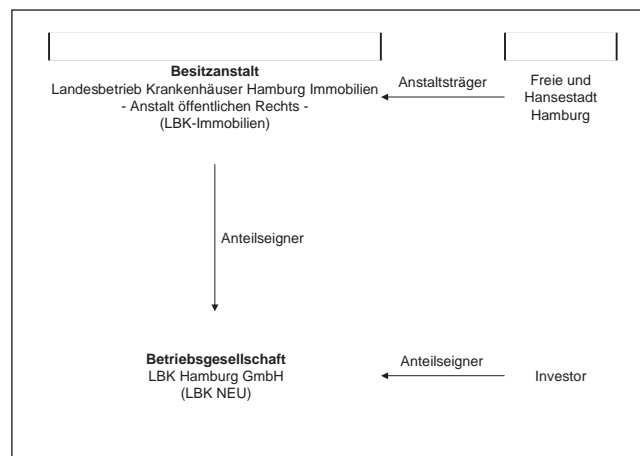 Besitzanstalt
Landesbetrieb Krankenhäuser Hamburg Immobilien
- Anstalt öffentlichen Rechts -
(LBK-Immobilien)
Anstaltsträger
Freie und
Hansestadt
Hamburg
Anteilseigner
Betriebsgesellschaft
LBK Hamburg GmbH
(LBK NEU)
Anteilseigner
Investor